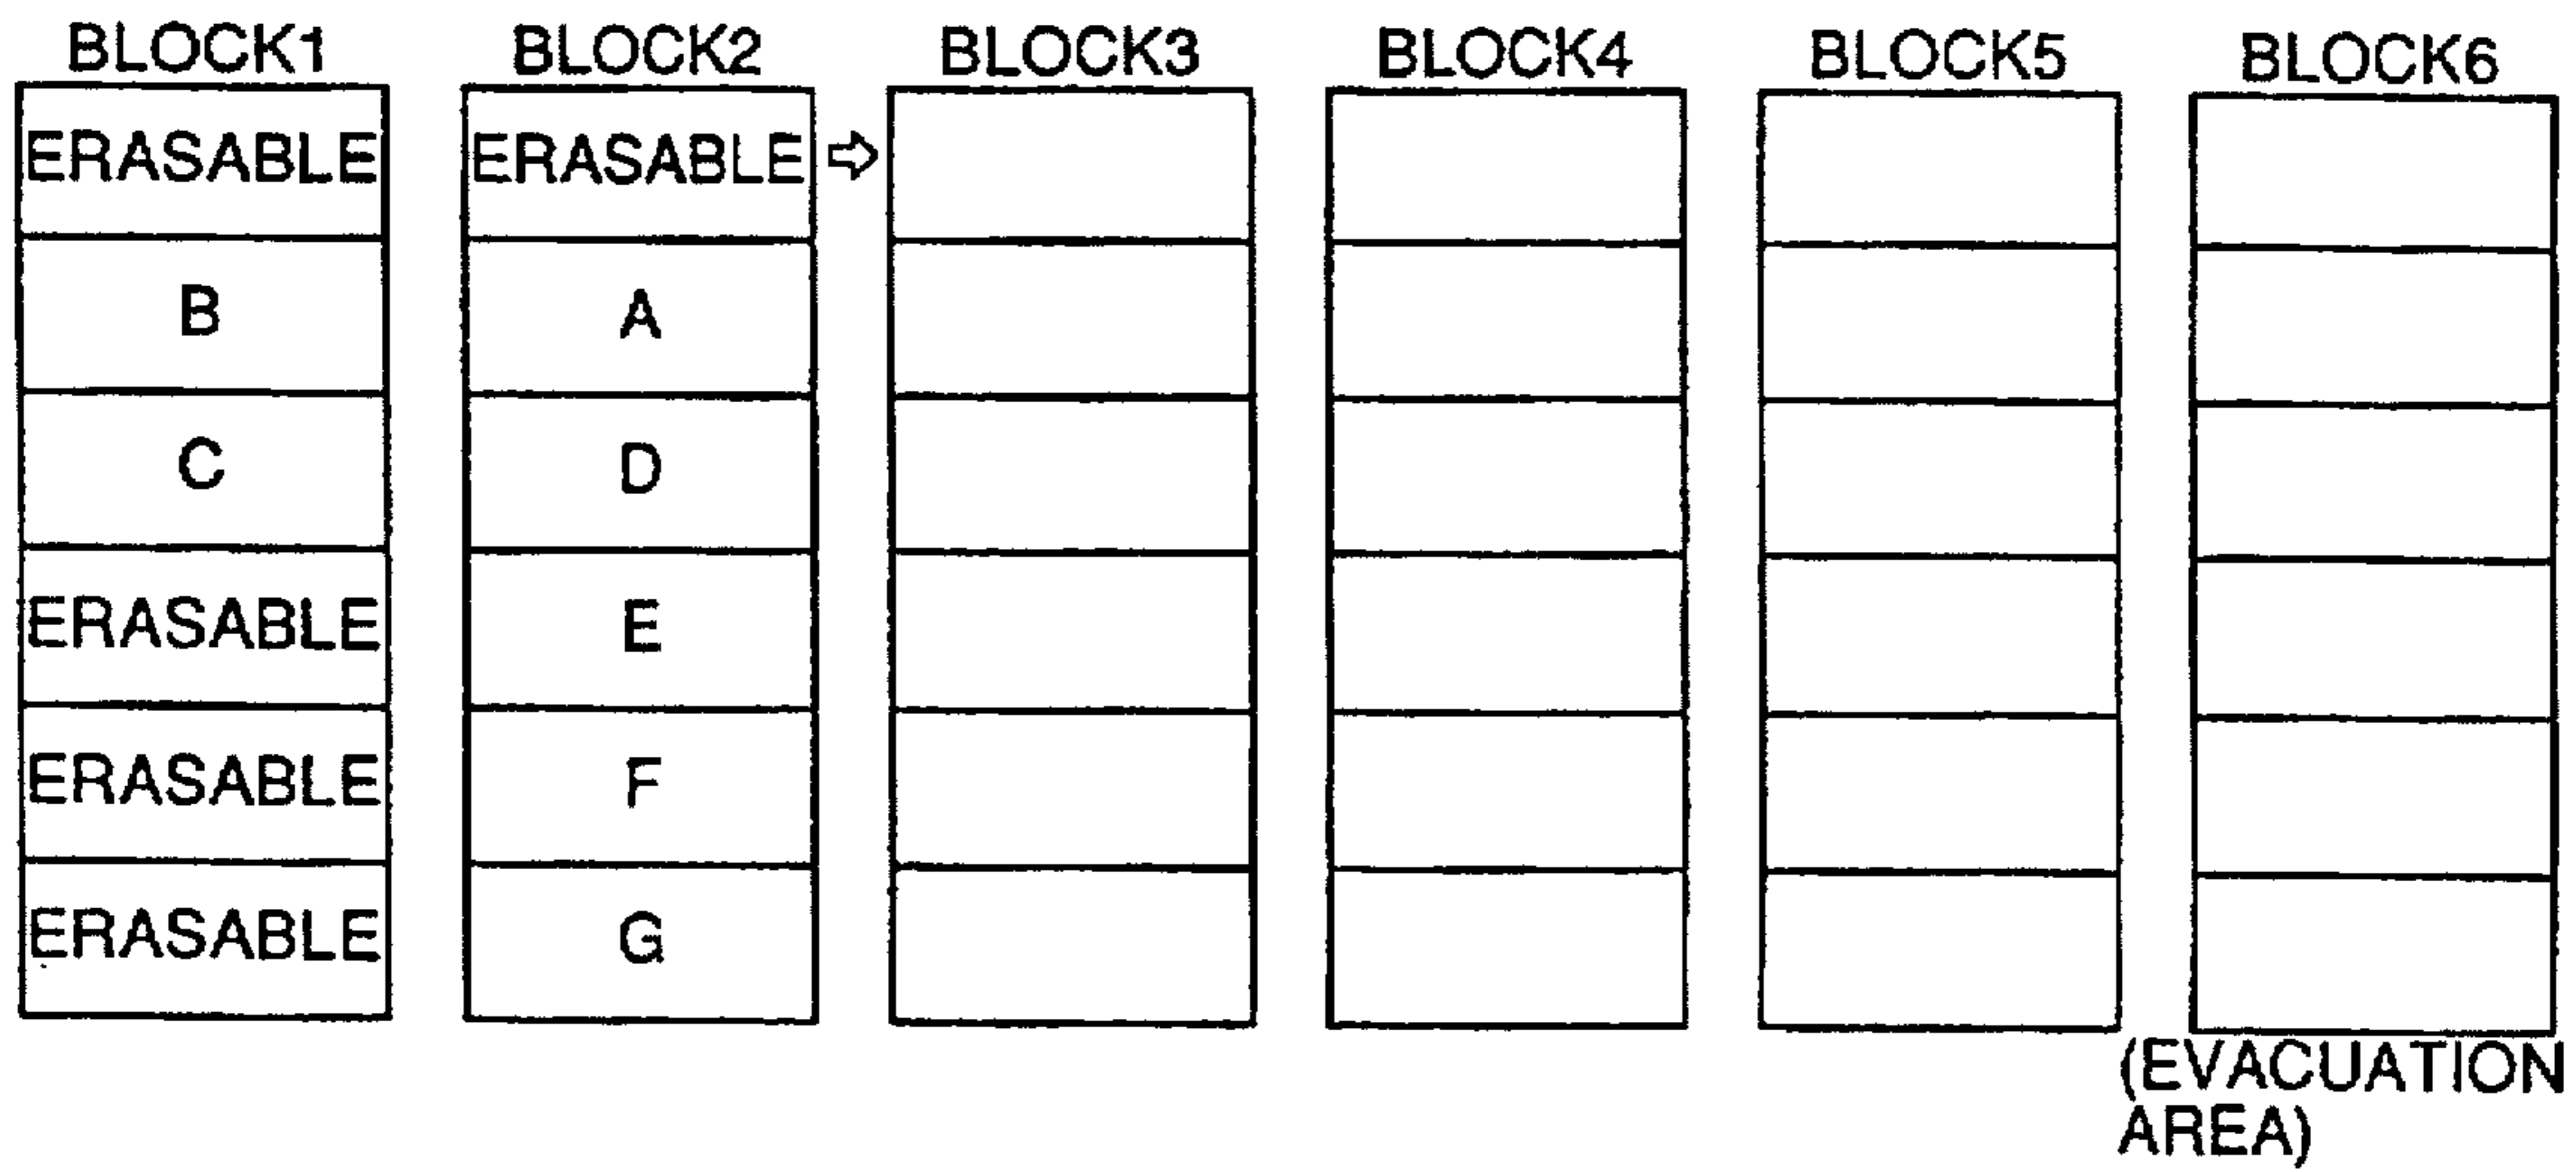 BLOCK1 BLOCK2 BLOCK3 BLOCK4 BLOCK5 BLOCK6
ERASABLE ERASABLE ⇨
B A
C D
ERASABLE E
ERASABLE F
ERASABLE G
(EVACUATION
AREA)